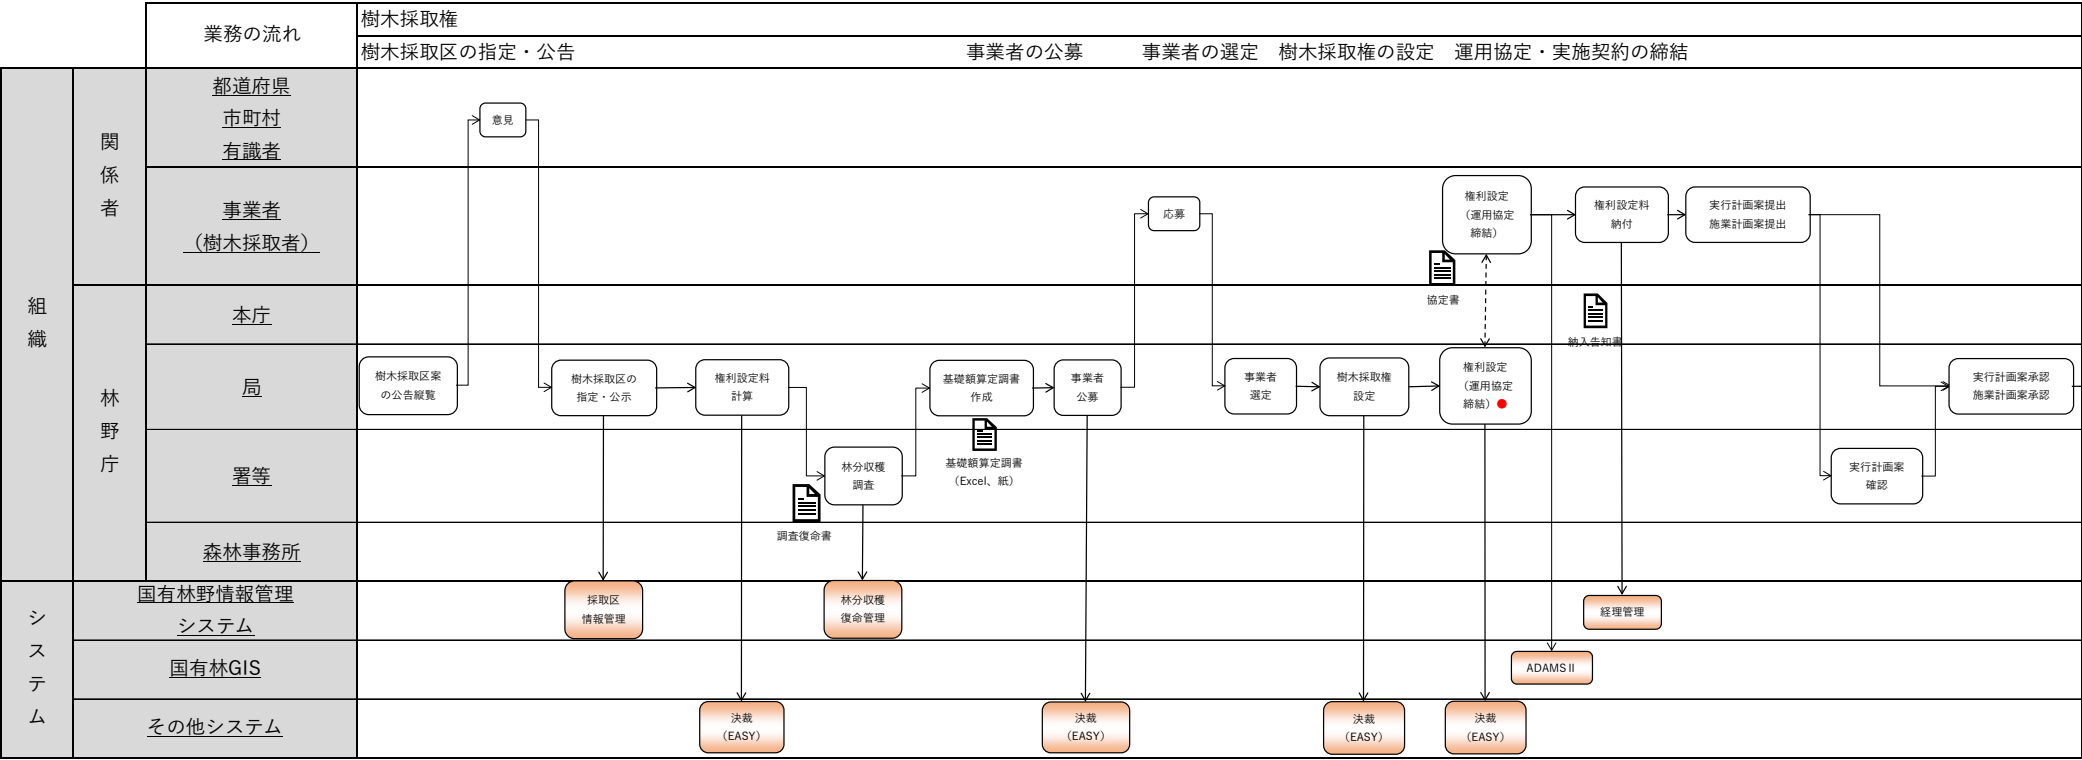 業務の流れ
樹木採取権
樹木採取区の指定・公告
事業者の公募
事業者の選定
樹木採取権の設定
運用協定・実施契約の締結
組織
関係者
都道府県
市町村
有識者
意見
事業者
（樹木採取者）
応募
権利設定
（運用協定
締結）
権利設定料
納付
実行計画案提出
施業計画案提出
協定書
林野庁
本庁
納入告知書
局
樹木採取区案
の公告縦覧
樹木採取区の
指定・公示
権利設定料
計算
基礎額算定調書
作成
事業者
公募
事業者
選定
樹木採取権
設定
権利設定
（運用協定
締結）
実行計画案承認
施業計画案承認
署等
林分収穫
調査
基礎額算定調書
（Excel、紙）
実行計画案
確認
調査復命書
森林事務所
システム
国有林野情報管理
システム
採取区
情報管理
林分収穫
復命管理
経理管理
国有林GIS
ADAMSⅡ
その他システム
決裁
（EASY）
決裁
（EASY）
決裁
（EASY）
決裁
（EASY）